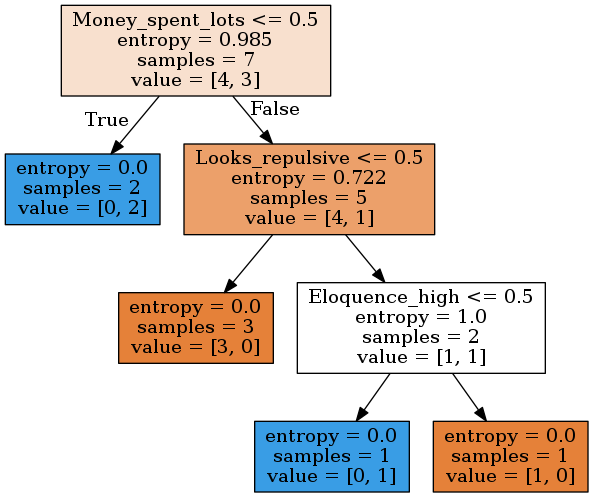 Money_spent_lots <= 0.5
entropy = 0.985
samples = 7
value = [4, 3]
True
False
entropy = 0.0
samples = 2
value = [0, 2]
Looks_repulsive <= 0.5
entropy = 0.722
samples = 5
value = [4, 1]
entropy = 0.0
samples = 3
value = [3, 0]
Eloquence_high <= 0.5
entropy = 1.0
samples = 2
value = [1, 1]
entropy = 0.0
samples = 1
value = [0, 1]
entropy = 0.0
samples = 1
value = [1, 0]